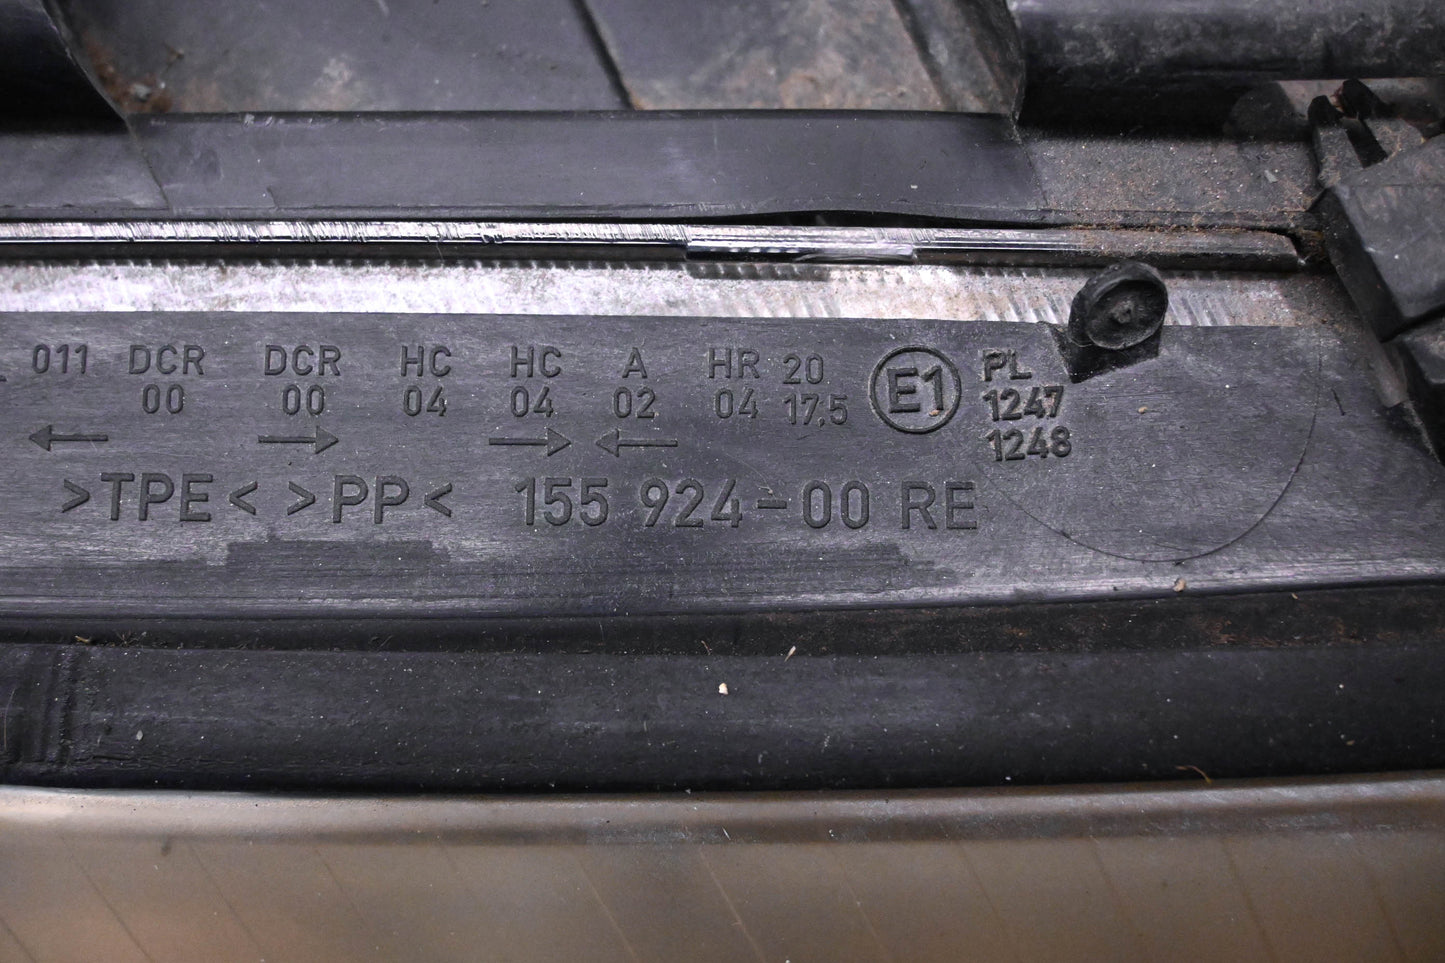 011 DCR DCR HC HC A HR 20 E1 PL
00 00 04 04 02 04 17,5 1247
1248
>TPE< >PP< 155 924-00 RE